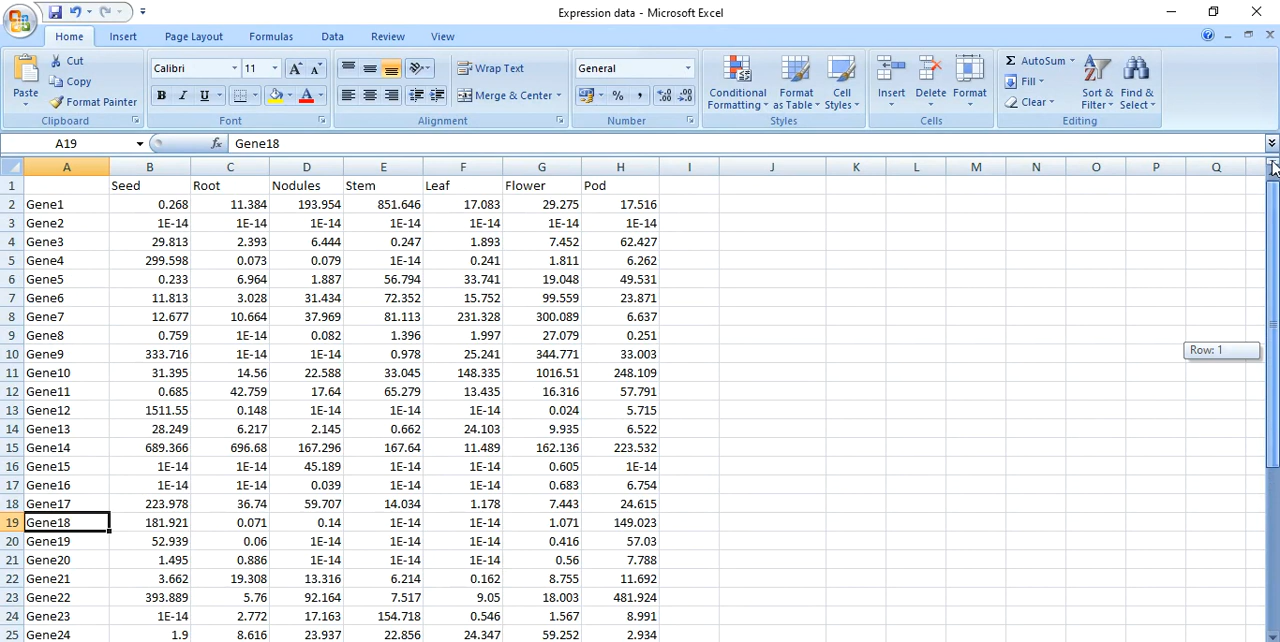 Expression data - Microsoft Excel
Home Insert Page Layout Formulas Data Review View
Cut Calibri 11 Wrap Text General AutoSum
Copy Fill
Paste Format Painter B I U Merge & Center % , Conditional Formatting Format as Table Cell Styles Insert Delete Format Clear Sort & Filter Find & Select
Clipboard Font Alignment Number Styles Cells Editing
A19 fx Gene18
A B C D E F G H I J K L M N O P Q
1 Seed Root Nodules Stem Leaf Flower Pod
2 Gene1 0.268 11.384 193.954 851.646 17.083 29.275 17.516
3 Gene2 1E-14 1E-14 1E-14 1E-14 1E-14 1E-14 1E-14
4 Gene3 29.813 2.393 6.444 0.247 1.893 7.452 62.427
5 Gene4 299.598 0.073 0.079 1E-14 0.241 1.811 6.262
6 Gene5 0.233 6.964 1.887 56.794 33.741 19.048 49.531
7 Gene6 11.813 3.028 31.434 72.352 15.752 99.559 23.871
8 Gene7 12.677 10.664 37.969 81.113 231.328 300.089 6.637
9 Gene8 0.759 1E-14 0.082 1.396 1.997 27.079 0.251
10 Gene9 333.716 1E-14 1E-14 0.978 25.241 344.771 33.003
Row: 1
11 Gene10 31.395 14.56 22.588 33.045 148.335 1016.51 248.109
12 Gene11 0.685 42.759 17.64 65.279 13.435 16.316 57.791
13 Gene12 1511.55 0.148 1E-14 1E-14 1E-14 0.024 5.715
14 Gene13 28.249 6.217 2.145 0.662 24.103 9.935 6.522
15 Gene14 689.366 696.68 167.296 167.64 11.489 162.136 223.532
16 Gene15 1E-14 1E-14 45.189 1E-14 1E-14 0.605 1E-14
17 Gene16 1E-14 1E-14 0.039 1E-14 1E-14 0.683 6.754
18 Gene17 223.978 36.74 59.707 14.034 1.178 7.443 24.615
19 Gene18 181.921 0.071 0.14 1E-14 1E-14 1.071 149.023
20 Gene19 52.939 0.06 1E-14 1E-14 1E-14 0.416 57.03
21 Gene20 1.495 0.886 1E-14 1E-14 1E-14 0.56 7.788
22 Gene21 3.662 19.308 13.316 6.214 0.162 8.755 11.692
23 Gene22 393.889 5.76 92.164 7.517 9.05 18.003 481.924
24 Gene23 1E-14 2.772 17.163 154.718 0.546 1.567 8.991
25 Gene24 1.9 8.616 23.937 22.856 24.347 59.252 2.934